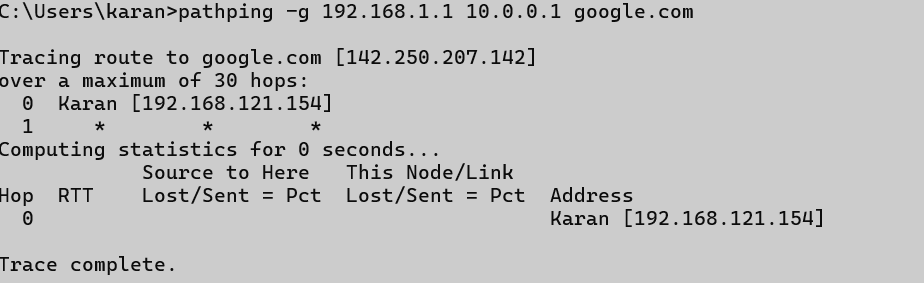 C:\Users\karan>pathping -g 192.168.1.1 10.0.0.1 google.com
Tracing route to google.com [142.250.207.142]
over a maximum of 30 hops:
  0  Karan [192.168.121.154]
  1     *        *        *
Computing statistics for 0 seconds...
            Source to Here   This Node/Link
Hop  RTT    Lost/Sent = Pct  Lost/Sent = Pct  Address
  0                                           Karan [192.168.121.154]
Trace complete.